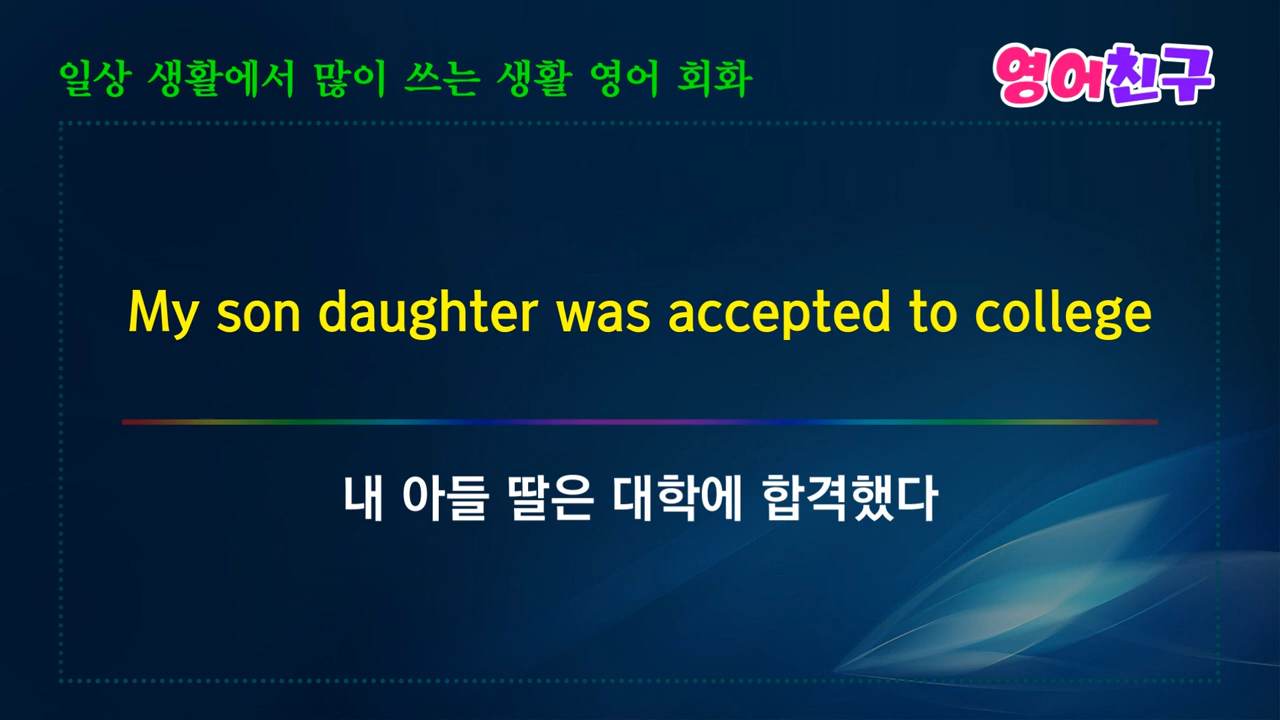 일상 생활에서 많이 쓰는 생활 영어 회화
영어친구
My son daughter was accepted to college
내 아들 딸은 대학에 합격했다